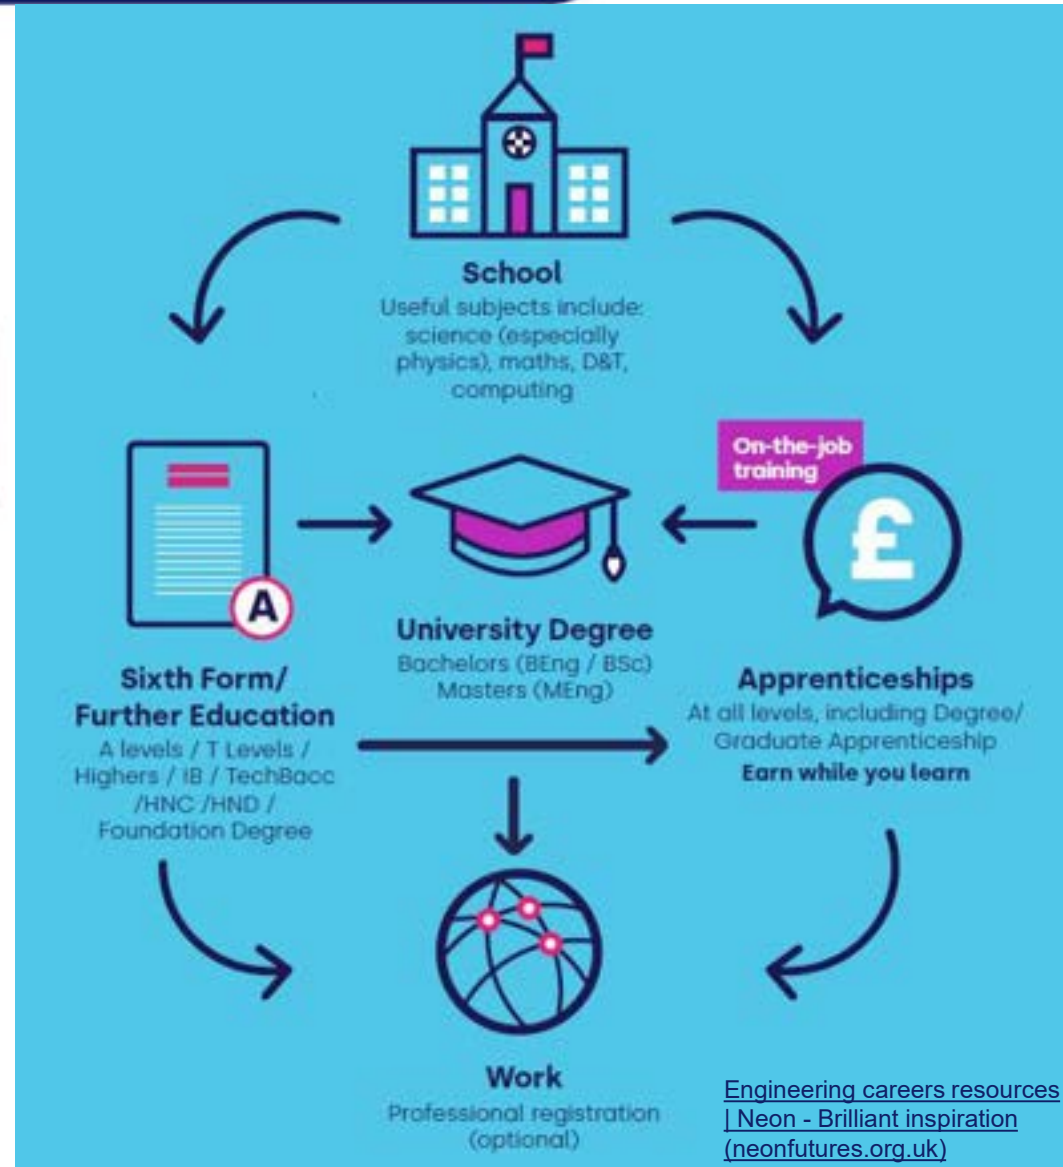 School
Useful subjects include:
science (especially
physics), maths, D&T,
computing
On-the-job
training
£
A
University Degree
Bachelors (BEng / BSc)
Masters (MEng)
Sixth Form/
Further Education
A levels / T Levels /
Highers / IB / TechBacc
/HNC /HND /
Foundation Degree
Apprenticeships
At all levels, including Degree/
Graduate Apprenticeship
Earn while you learn
Work
Professional registration
(optional)
Engineering careers resources
| Neon - Brilliant inspiration
(neonfutures.org.uk)